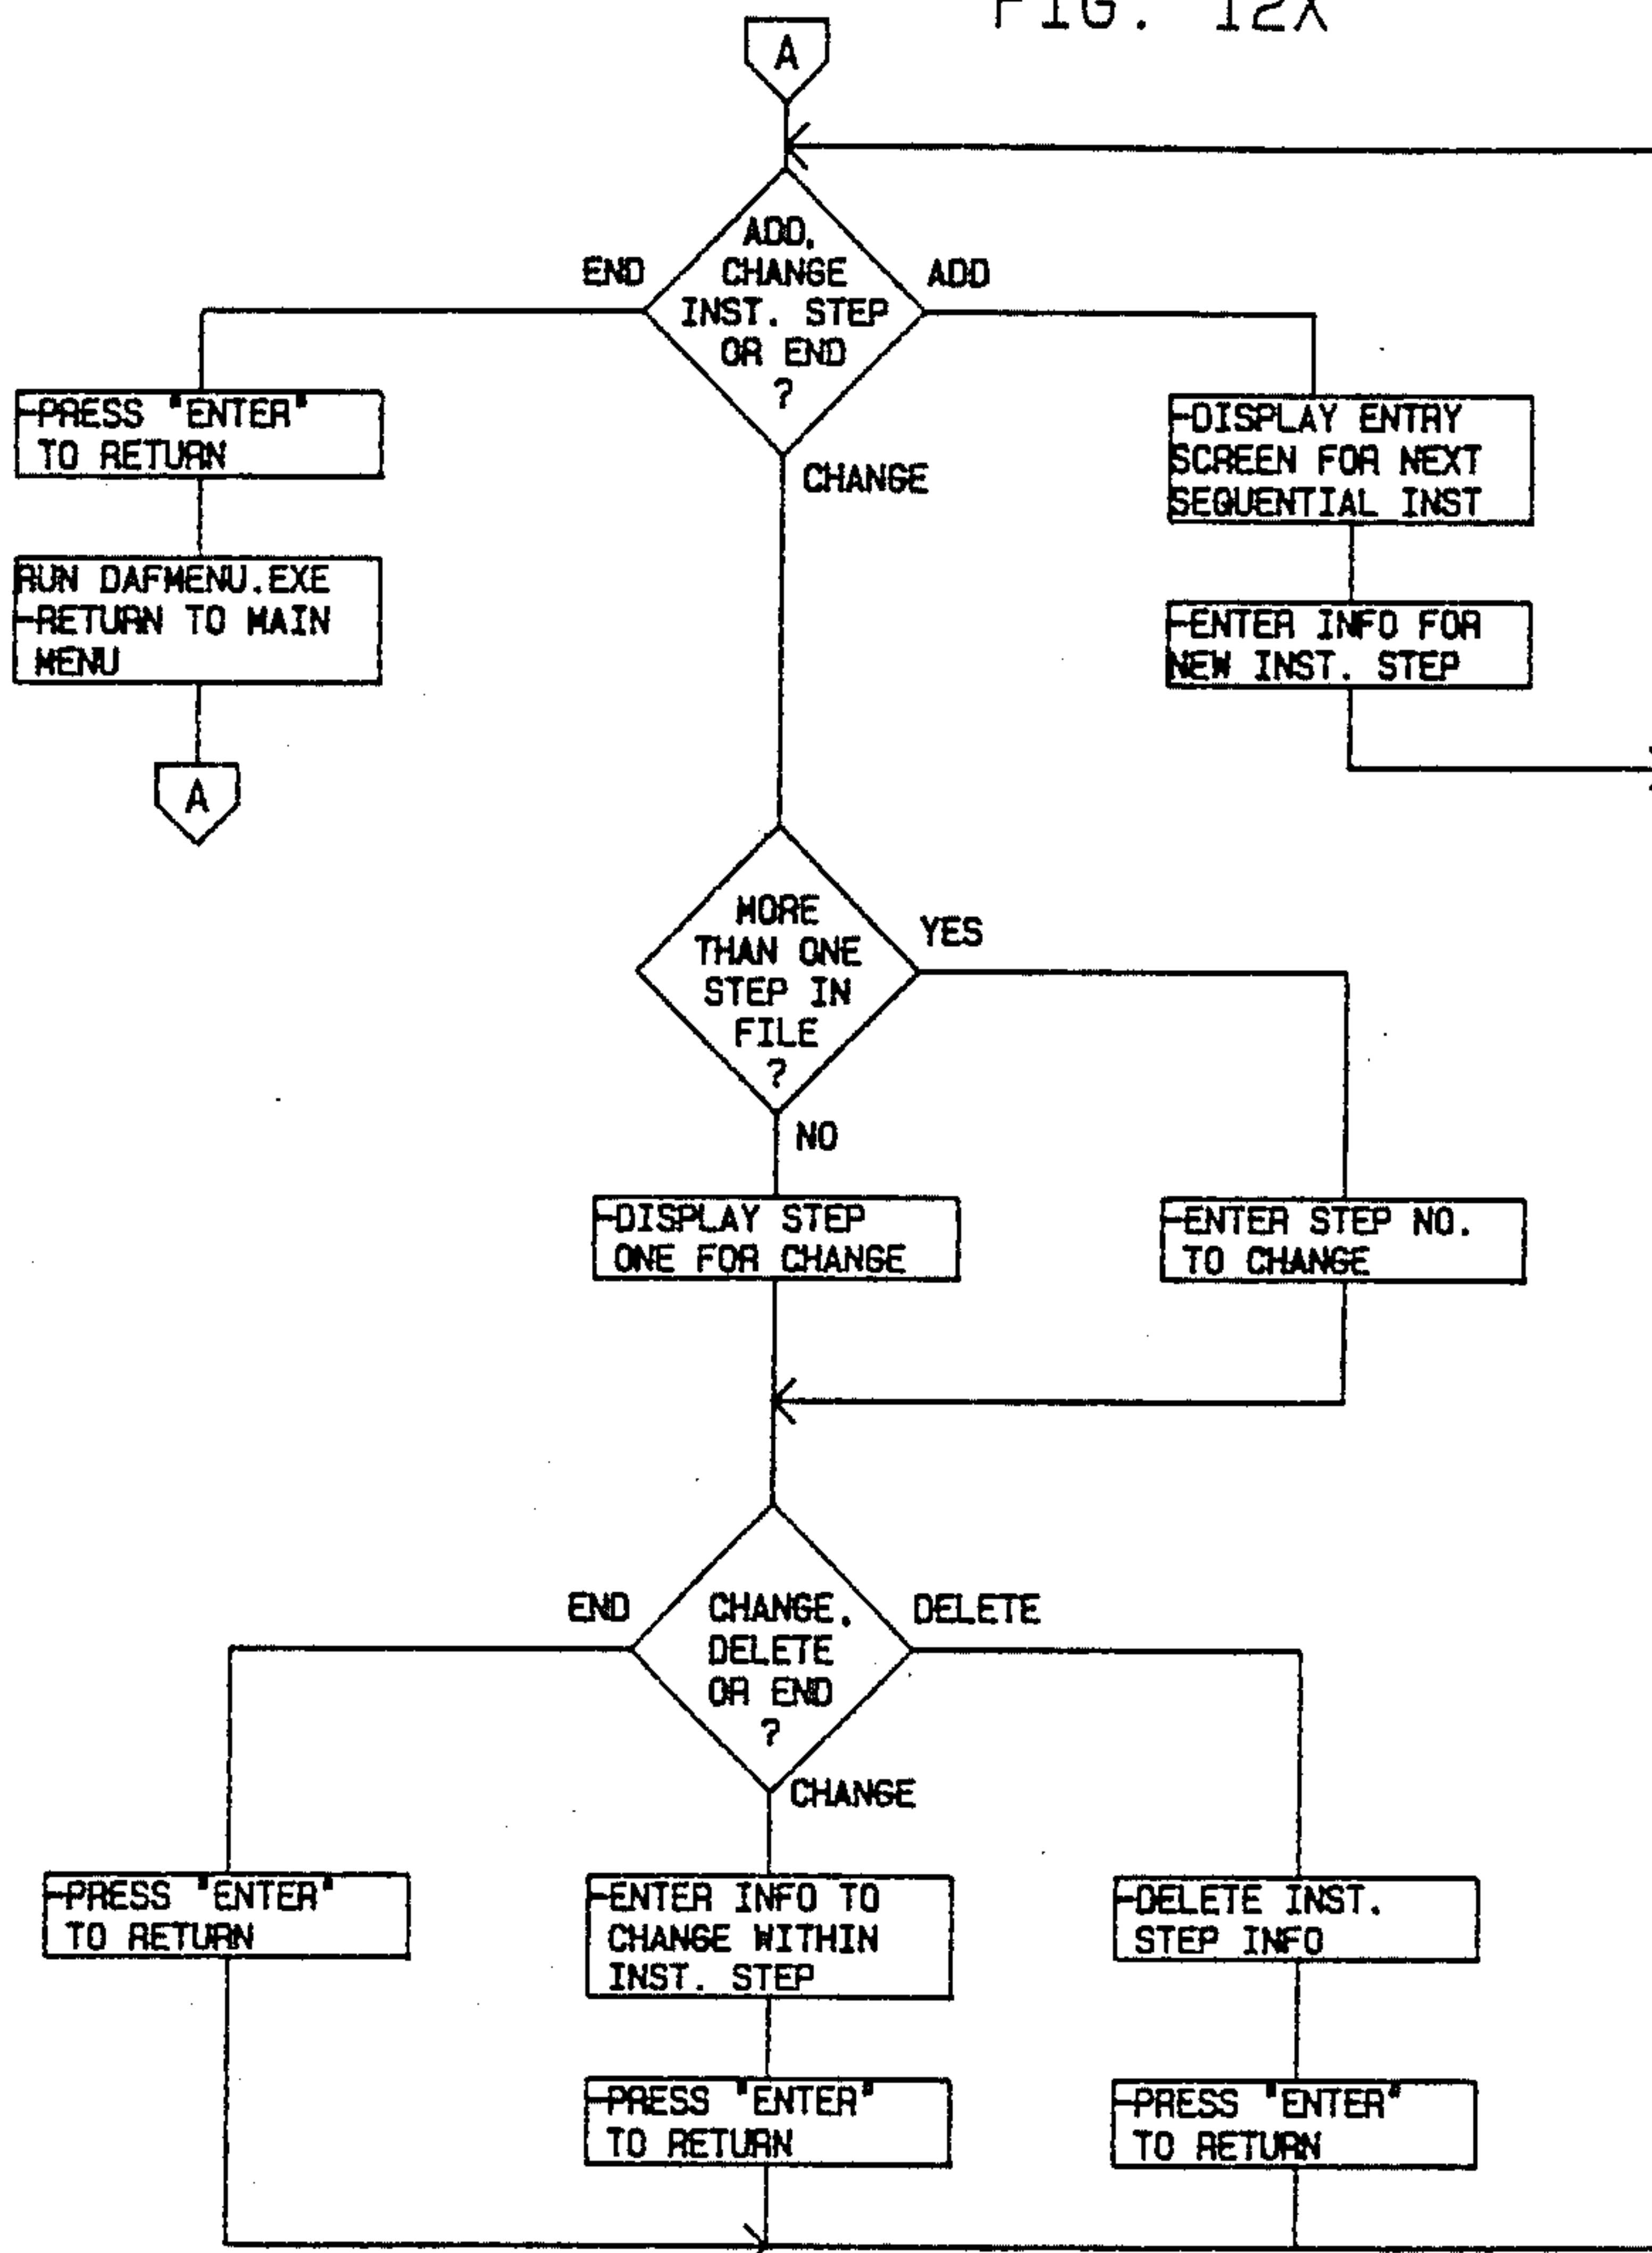 FIG. 12X
A
ADD,
CHANGE
INST. STEP
OR END
?
END
ADD
CHANGE
-PRESS "ENTER"
TO RETURN
RUN DAFMENU.EXE
-RETURN TO MAIN
MENU
A
-DISPLAY ENTRY
SCREEN FOR NEXT
SEQUENTIAL INST
-ENTER INFO FOR
NEW INST. STEP
MORE
THAN ONE
STEP IN
FILE
?
YES
NO
-DISPLAY STEP
ONE FOR CHANGE
-ENTER STEP NO.
TO CHANGE
CHANGE,
DELETE
OR END
?
END
DELETE
CHANGE
-PRESS "ENTER"
TO RETURN
-ENTER INFO TO
CHANGE WITHIN
INST. STEP
-DELETE INST.
STEP INFO
-PRESS "ENTER"
TO RETURN
-PRESS "ENTER"
TO RETURN